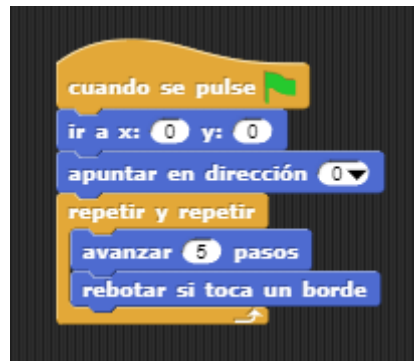 cuando se pulse
ir a x: 0 y: 0
apuntar en dirección 0
repetir y repetir
avanzar 5 pasos
rebotar si toca un borde